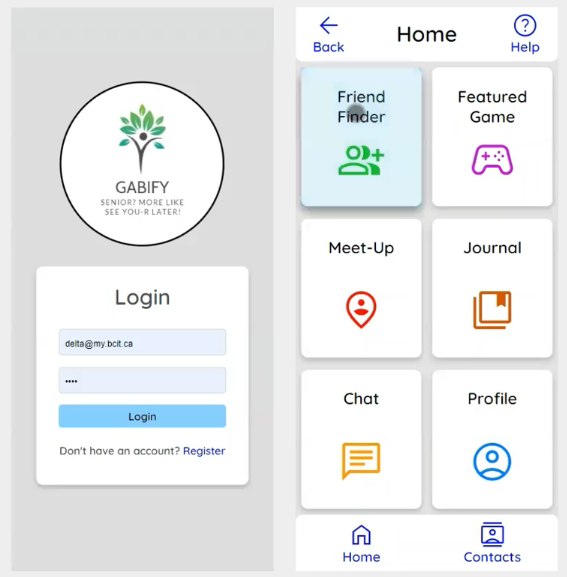 GABIFY
SENIOR? MORE LIKE
SEE YOU-R LATER!
Login
delta@my.bcit.ca
••••
Login
Don't have an account? Register
Back
Home
Help
Friend
Finder
Featured
Game
Meet-Up
Journal
Chat
Profile
Home
Contacts